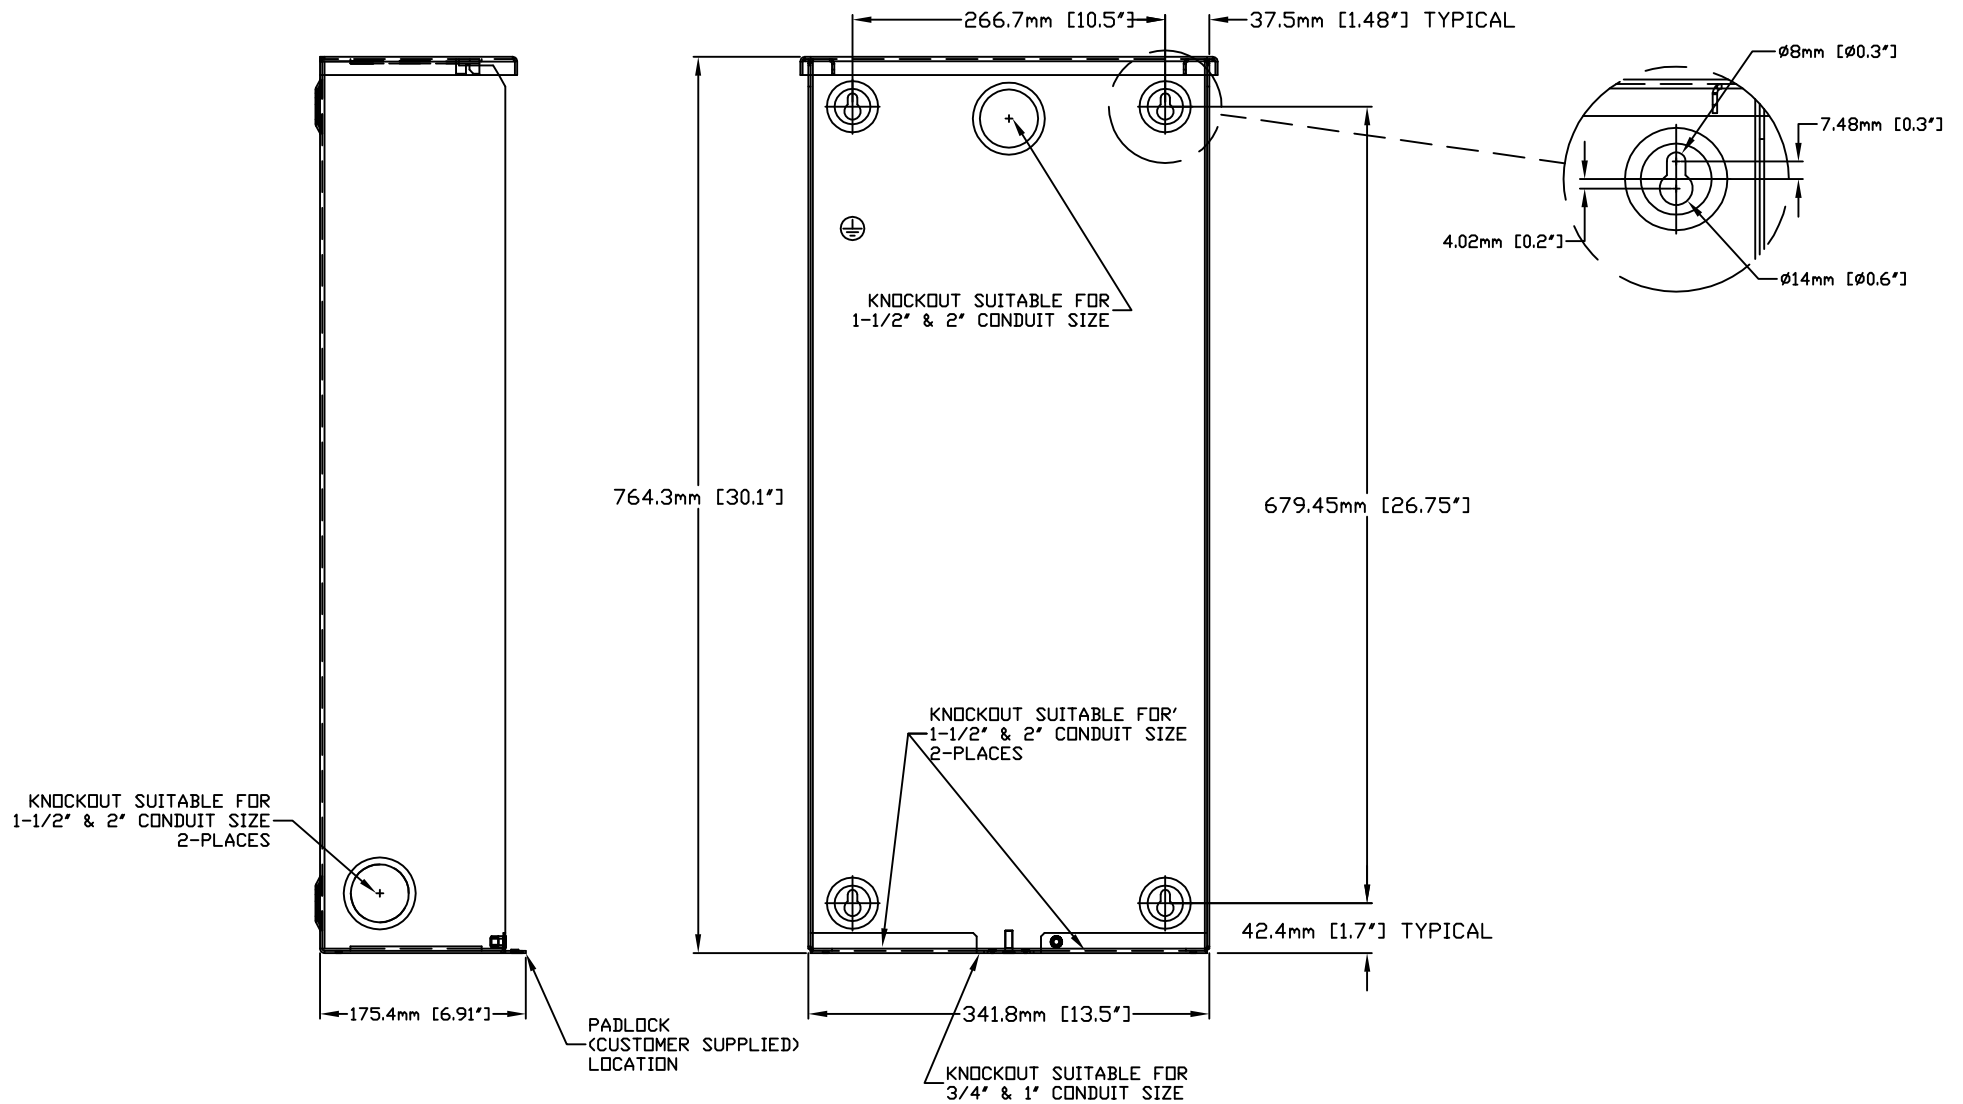 266.7mm [10.5"]
37.5mm [1.48"] TYPICAL
ø8mm [ø0.3"]
7.48mm [0.3"]
4.02mm [0.2"]
ø14mm [ø0.6"]
KNOCKOUT SUITABLE FOR
1-1/2" & 2" CONDUIT SIZE
764.3mm [30.1"]
679.45mm [26.75"]
KNOCKOUT SUITABLE FOR'
1-1/2" & 2" CONDUIT SIZE
2-PLACES
KNOCKOUT SUITABLE FOR
1-1/2" & 2" CONDUIT SIZE
2-PLACES
42.4mm [1.7"] TYPICAL
175.4mm [6.91"]
341.8mm [13.5"]
PADLOCK
(CUSTOMER SUPPLIED)
LOCATION
KNOCKOUT SUITABLE FOR
3/4" & 1" CONDUIT SIZE